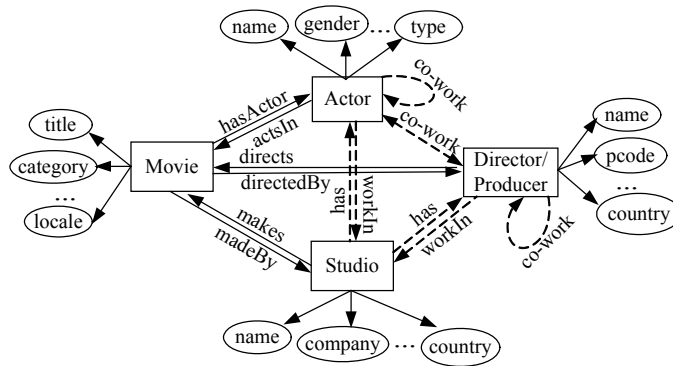 name
gender
...
type
co-work
hasActor
actsIn
Actor
co-work
title
category
...
locale
Movie
directs
directedBy
Director/
Producer
name
pcode
...
country
has
workIn
has
workIn
co-work
makes
madeBy
Studio
name
company
...
country